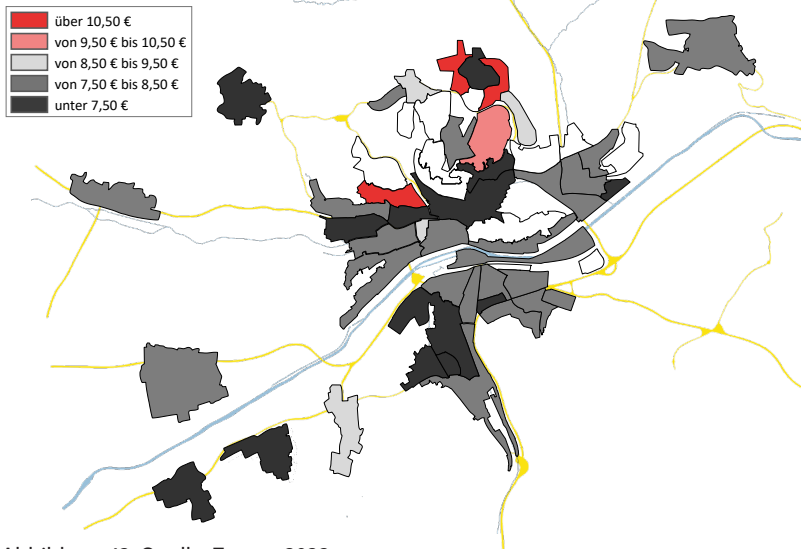 über 10,50 €
von 9,50 € bis 10,50 €
von 8,50 € bis 9,50 €
von 7,50 € bis 8,50 €
unter 7,50 €